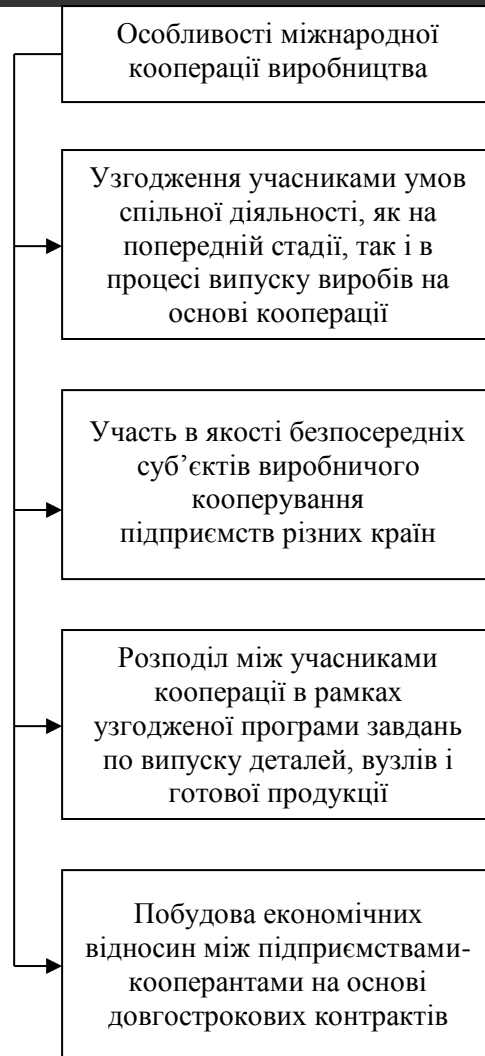 Особливості міжнародної
кооперації виробництва
Узгодження учасниками умов
спільної діяльності, як на
попередній стадії, так і в
процесі випуску виробів на
основі кооперації
Участь в якості безпосередніх
суб’єктів виробничого
кооперування
підприємств різних країн
Розподіл між учасниками
кооперації в рамках
узгодженої програми завдань
по випуску деталей, вузлів і
готової продукції
Побудова економічних
відносин між підприємствами-
кооперантами на основі
довгострокових контрактів